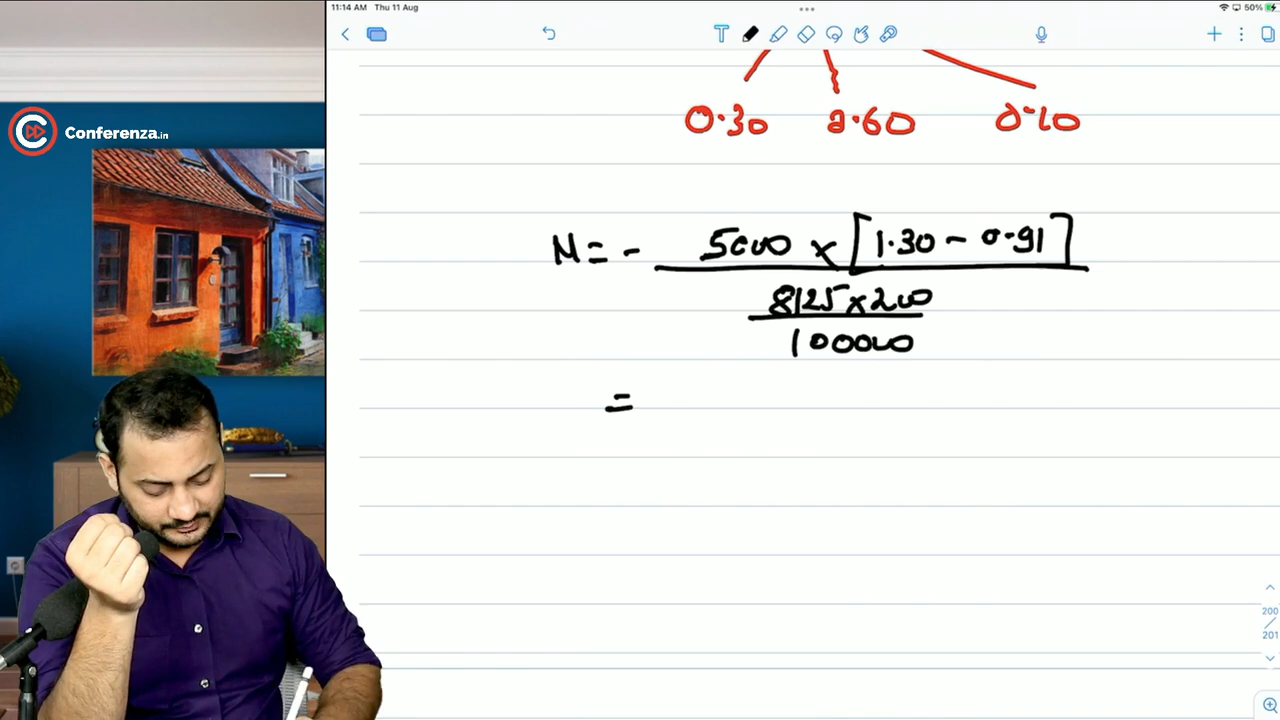 11:14 AM Thu 11 Aug
50%
T
Conferenza.in
0.30 0.60 0.10
N = - 5000 x [1.30 - 0.91]
8125 x 200
100000
=
200
201